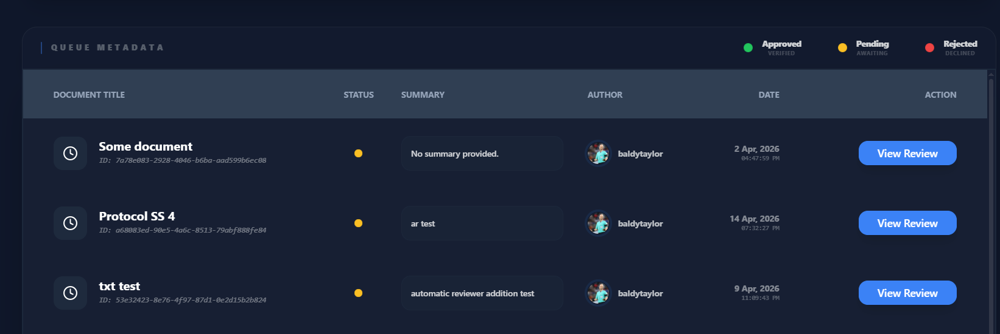 QUEUE METADATA
Approved
VERIFIED
Pending
AWAITING
Rejected
DECLINED
DOCUMENT TITLE STATUS SUMMARY AUTHOR DATE ACTION
Some document
ID: 7a78e083-2928-4046-b6ba-aad599b6ec08
No summary provided.
baldytaylor
2 Apr, 2026
04:47:59 PM
View Review
Protocol SS 4
ID: a68083ed-90e5-4a6c-8513-79abf888fe84
ar test
baldytaylor
14 Apr, 2026
07:32:27 PM
View Review
txt test
ID: 53e32423-8e76-4f97-87d1-0e2d15b2b824
automatic reviewer addition test
baldytaylor
9 Apr, 2026
11:09:43 PM
View Review